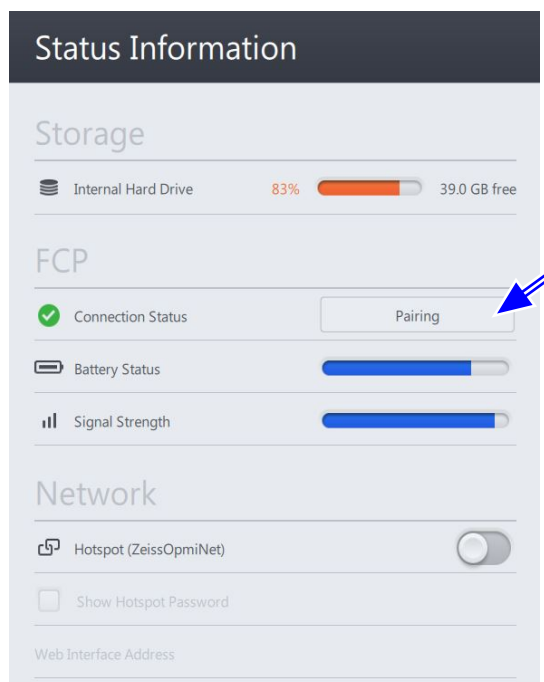 Status Information
Storage
Internal Hard Drive 83% 39.0 GB free
FCP
Connection Status Pairing
Battery Status
Signal Strength
Network
Hotspot (ZeissOpmiNet)
Show Hotspot Password
Web Interface Address